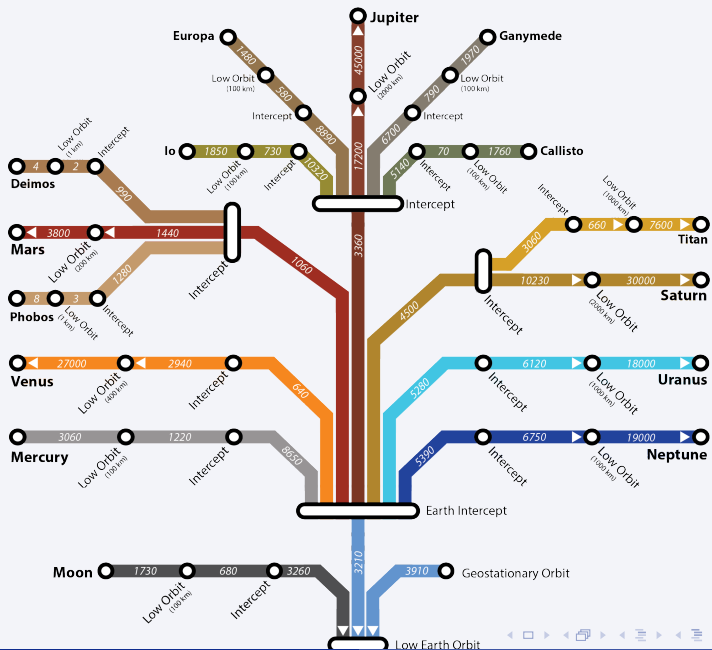 Jupiter
Europa
Ganymede
1480
45000
1970
Low Orbit
(100 km)
Low Orbit
(2000 km)
Low Orbit
(100 km)
580
790
Intercept
Intercept
8890
17200
6700
Io
1850
730
70
1760
Callisto
Low Orbit
(100 km)
Intercept
10320
5140
Intercept
Low Orbit
(100 km)
Intercept
Low Orbit
(1 km)
Intercept
4
2
Deimos
990
Mars
3800
1440
Low Orbit
(200 km)
1280
8
3
Phobos
Low Orbit
(1 km)
Intercept
Intercept
1060
3360
Intercept
Low Orbit
(1000 km)
660
7600
Titan
3060
10230
30000
Saturn
Intercept
Low Orbit
(2000 km)
4500
27000
2940
Venus
Low Orbit
(400 km)
Intercept
640
5280
6120
18000
Uranus
Intercept
Low Orbit
(1000 km)
3060
1220
Mercury
Low Orbit
(100 km)
Intercept
8650
5390
6750
19000
Neptune
Intercept
Low Orbit
(1000 km)
Earth Intercept
3210
Moon
1730
680
3260
Low Orbit
(100 km)
Intercept
3910
Geostationary Orbit
Low Earth Orbit